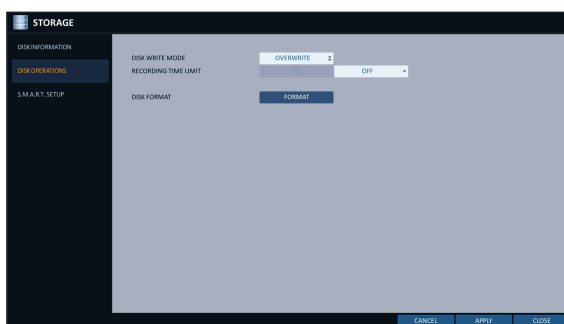 STORAGE
DISK INFORMATION
DISK OPERATIONS
S.M.A.R.T. SETUP
DISK WRITE MODE OVERWRITE
RECORDING TIME LIMIT OFF
DISK FORMAT FORMAT
CANCEL APPLY CLOSE